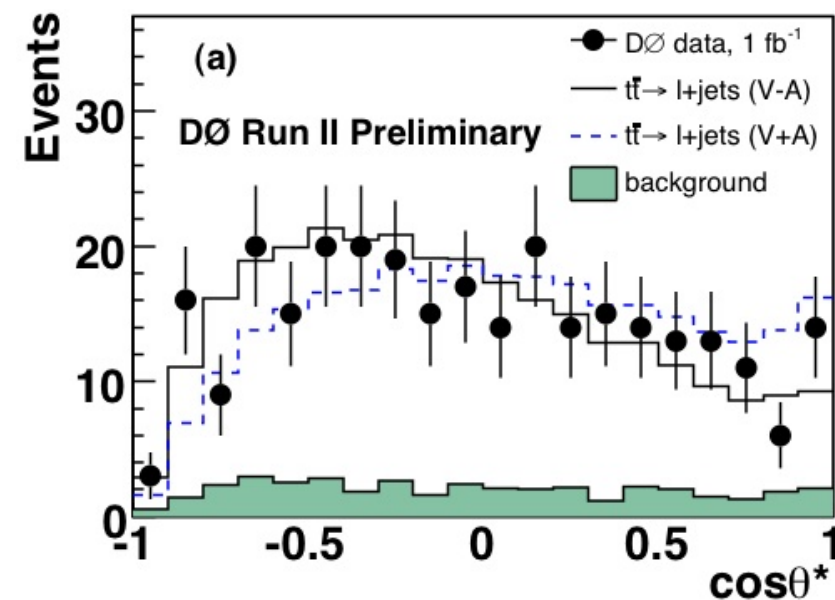 Events
(a)
DØ Run II Preliminary
DØ data, 1 fb⁻¹
tt̄→ l+jets (V-A)
tt̄→ l+jets (V+A)
background
30
20
10
0
-1 -0.5 0 0.5 1
cosθ*